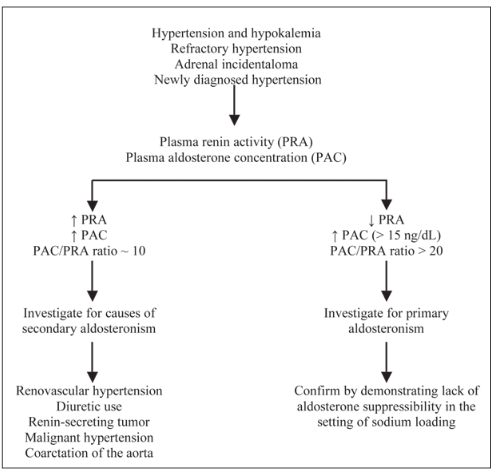 Hypertension and hypokalemia
Refractory hypertension
Adrenal incidentaloma
Newly diagnosed hypertension
Plasma renin activity (PRA)
Plasma aldosterone concentration (PAC)
↑ PRA
↑ PAC
PAC/PRA ratio ~ 10
Investigate for causes of
secondary aldosteronism
Renovascular hypertension
Diuretic use
Renin-secreting tumor
Malignant hypertension
Coarctation of the aorta
↓ PRA
↑ PAC (> 15 ng/dL)
PAC/PRA ratio > 20
Investigate for primary
aldosteronism
Confirm by demonstrating lack of
aldosterone suppressibility in the
setting of sodium loading